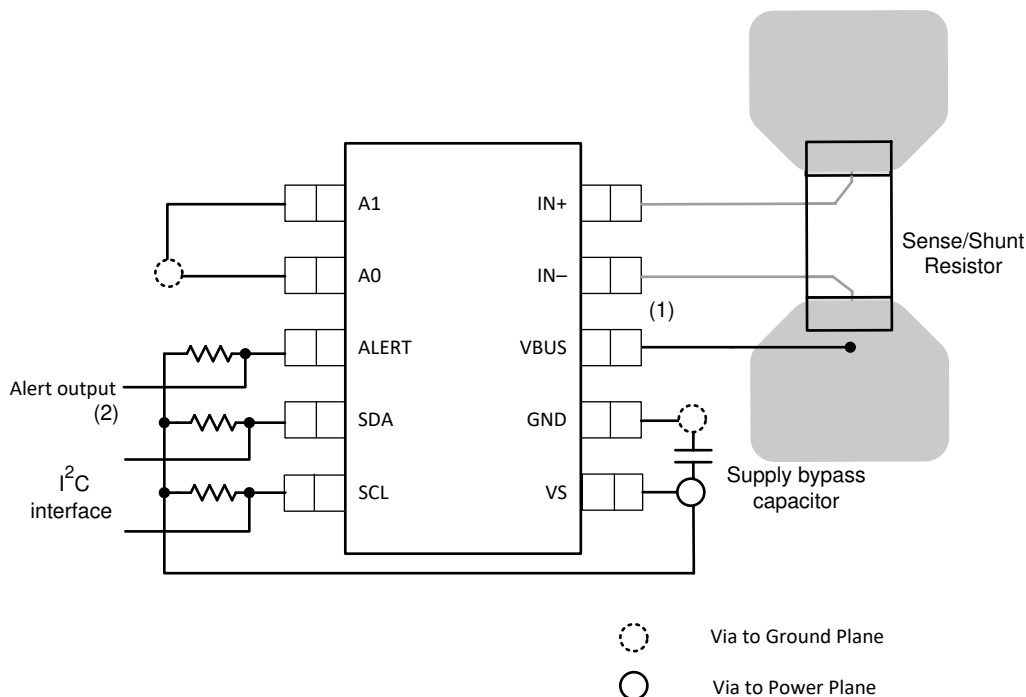 A1
A0
ALERT
SDA
SCL
IN+
IN–
VBUS
GND
VS
(1)
Alert output
(2)
I²C
interface
Sense/Shunt
Resistor
Supply bypass
capacitor
Via to Ground Plane
Via to Power Plane